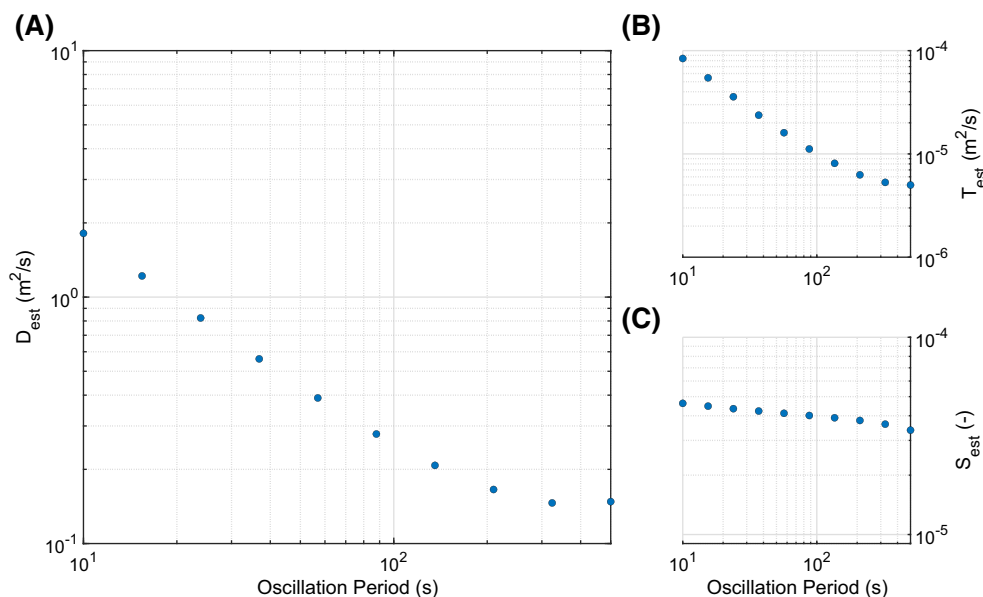 (A)
10^1
10^0
10^-1
D_est (m^2/s)
10^1
10^2
Oscillation Period (s)
(B)
10^-4
10^-5
10^-6
T_est (m^2/s)
10^1
10^2
(C)
10^-4
10^-5
S_est (-)
10^1
10^2
Oscillation Period (s)